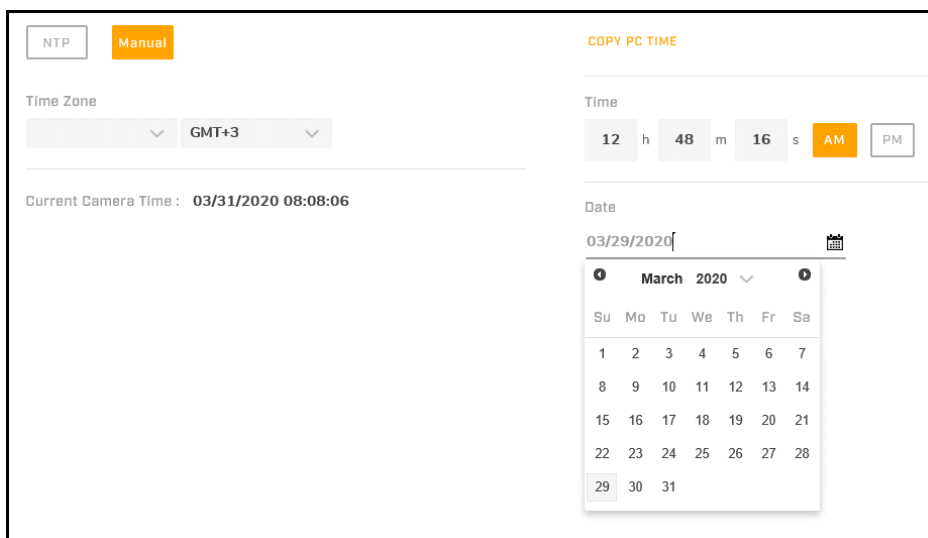 NTP Manual
Time Zone
GMT+3
Current Camera Time : 03/31/2020 08:08:06
COPY PC TIME
Time
12 h 48 m 16 s AM PM
Date
03/29/2020
March 2020
Su Mo Tu We Th Fr Sa
1 2 3 4 5 6 7
8 9 10 11 12 13 14
15 16 17 18 19 20 21
22 23 24 25 26 27 28
29 30 31